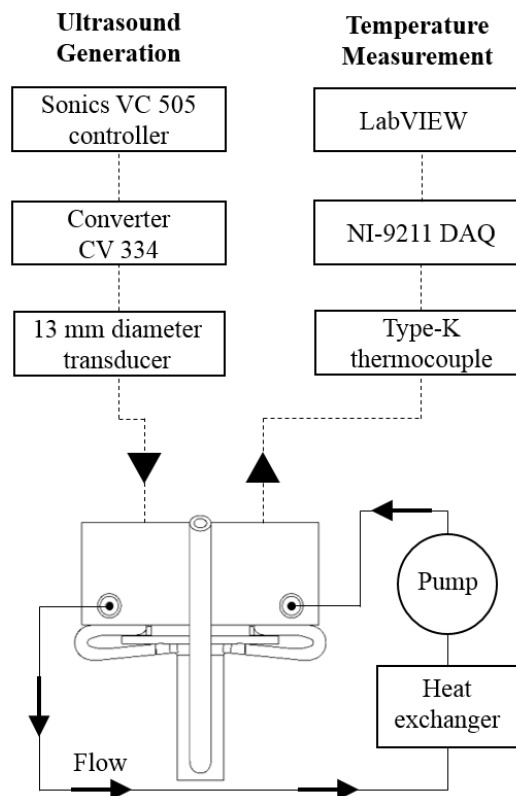 Ultrasound
Generation
Sonics VC 505
controller
Converter
CV 334
13 mm diameter
transducer
Temperature
Measurement
LabVIEW
NI-9211 DAQ
Type-K
thermocouple
Pump
Heat
exchanger
Flow